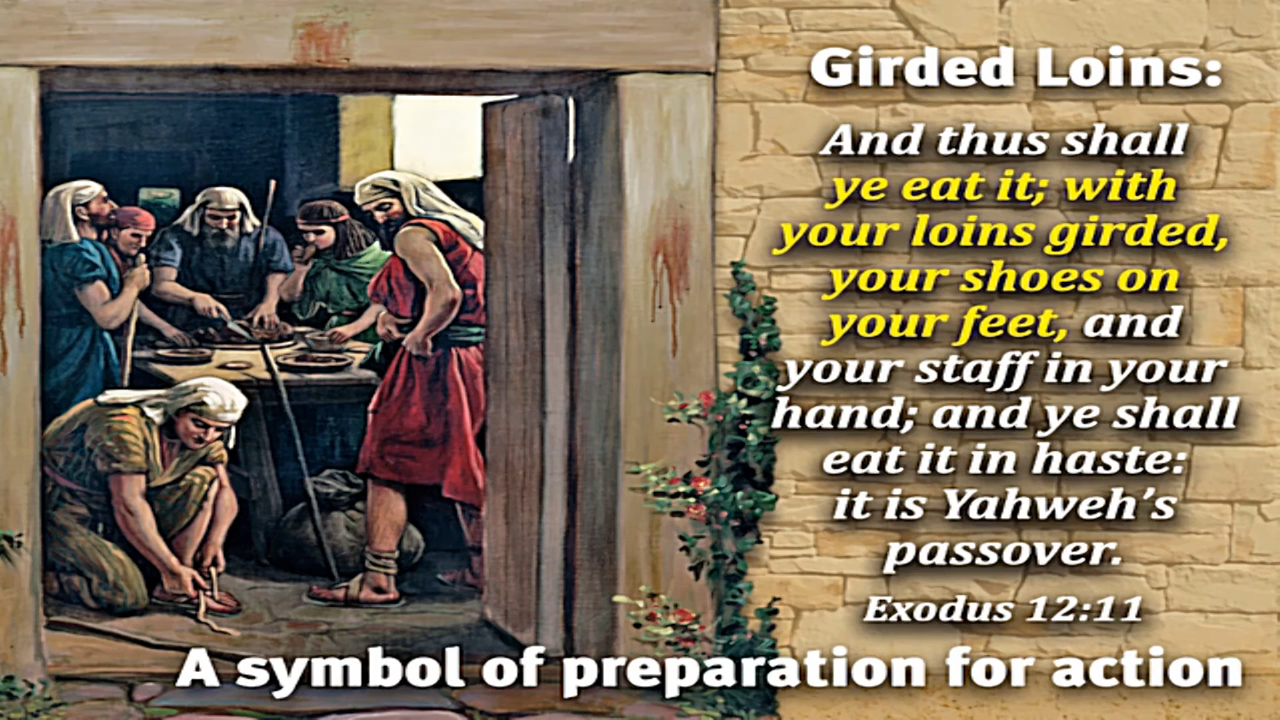 Girded Loins:
And thus shall
ye eat it; with
your loins girded,
your shoes on
your feet, and
your staff in your
hand; and ye shall
eat it in haste:
it is Yahweh's
passover.
Exodus 12:11
A symbol of preparation for action